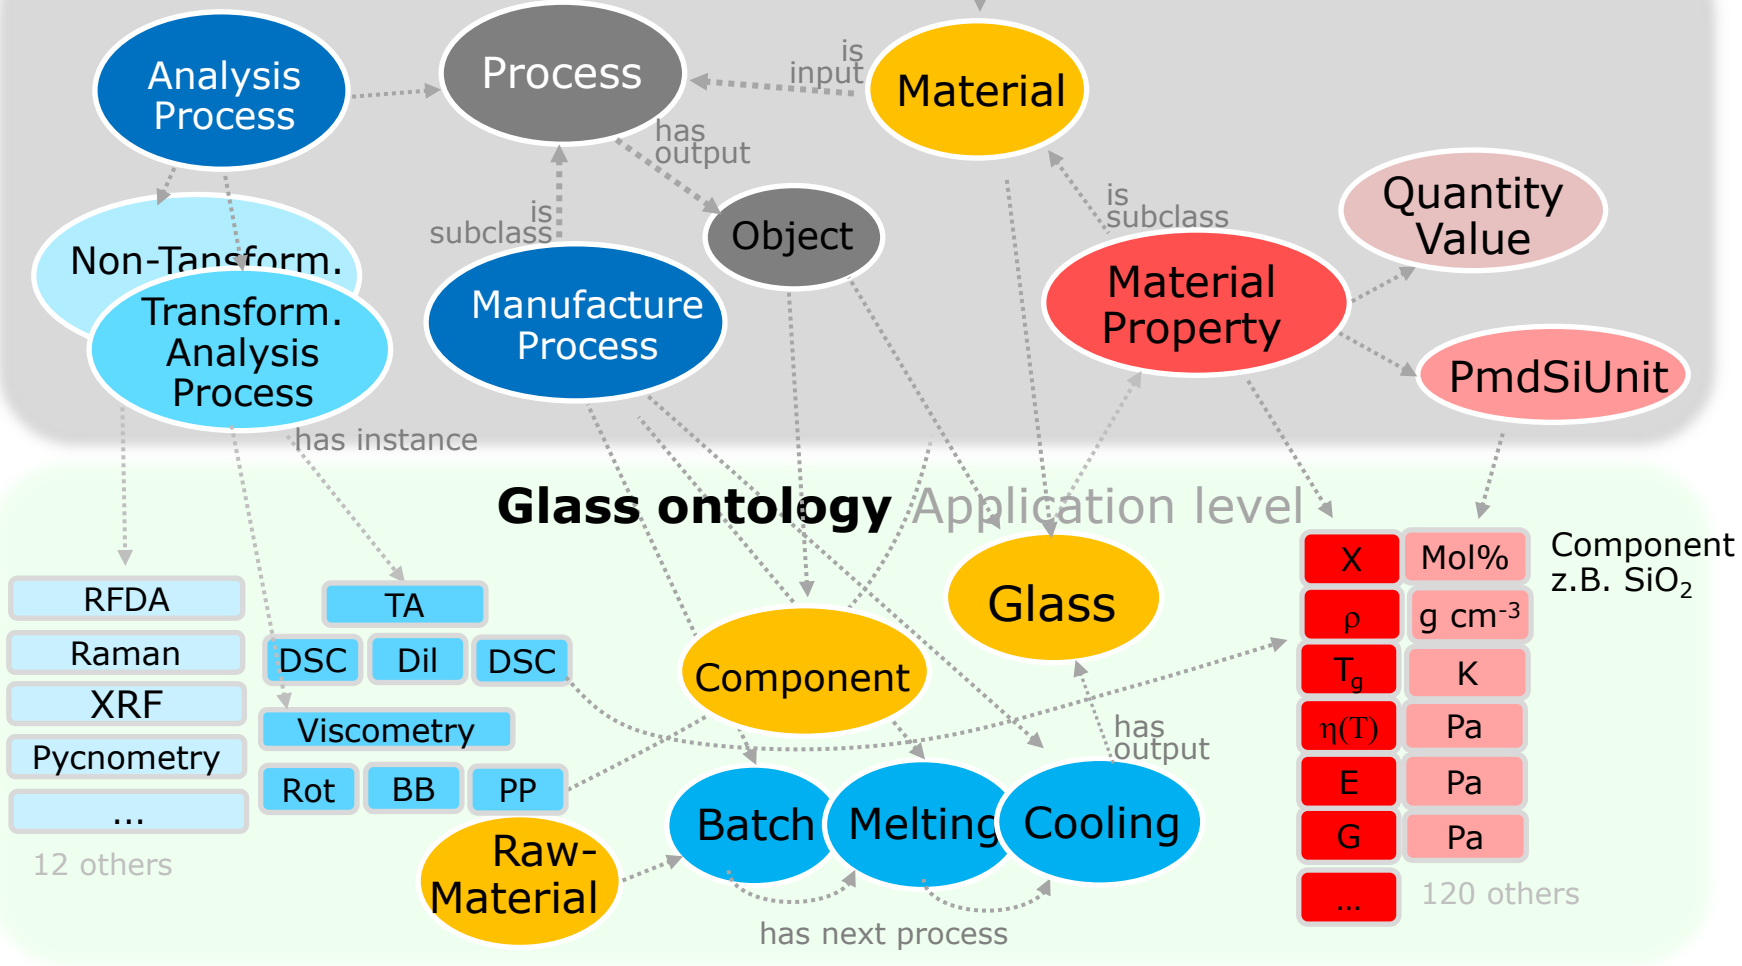 Analysis
Process
Process
is
input
Material
has
output
is
subclass
Object
is
subclass
Quantity
Value
Non-Tansform.
Transform.
Analysis
Process
Manufacture
Process
Material
Property
PmdSiUnit
has instance
Glass ontology Application level
RFDA
Raman
XRF
Pycnometry
...
12 others
TA
DSC
Dil
DSC
Viscometry
Rot
BB
PP
Raw-
Material
Component
Glass
has
output
Batch
Melting
Cooling
has next process
X
Mol%
Component
z.B. SiO₂
ρ
g cm⁻³
Tg
K
η(T)
Pa
E
Pa
G
Pa
...
120 others